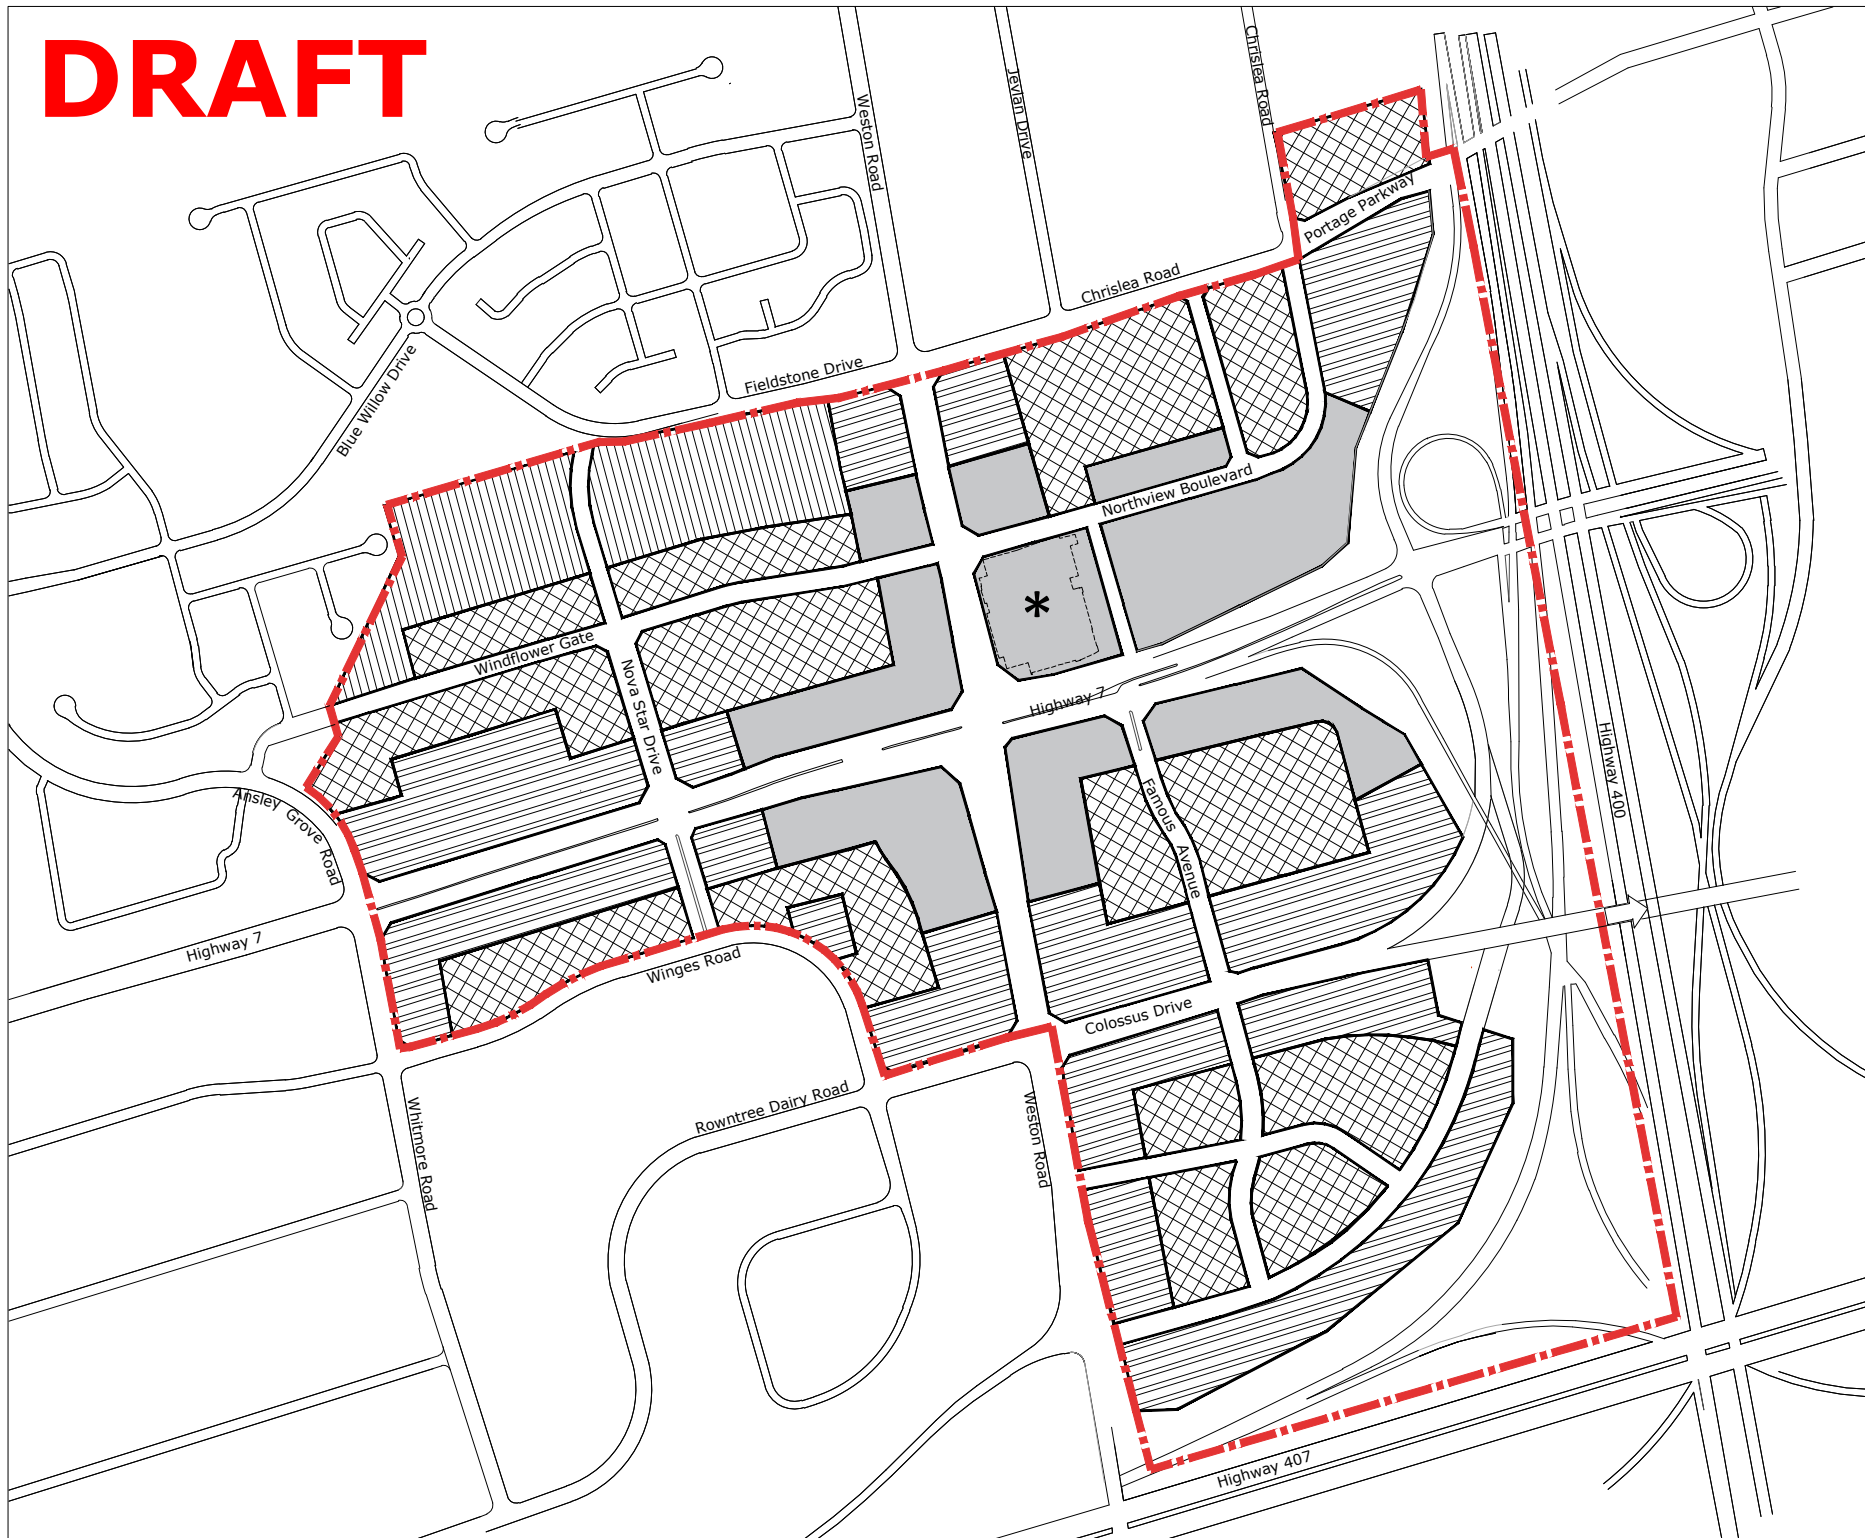 DRAFT
Weston Road
Jevlan Drive
Chrislea Road
Portage Parkway
Chrislea Road
Fieldstone Drive
Blue Willow Drive
Northview Boulevard
Windflower Gate
Nova Star Drive
*
Highway 7
Highway 400
Famous
Avenue
Ansley Grove
Road
Highway 7
Winges Road
Colossus Drive
Rowntree Dairy Road
Whitmore Road
Weston Road
Highway 407